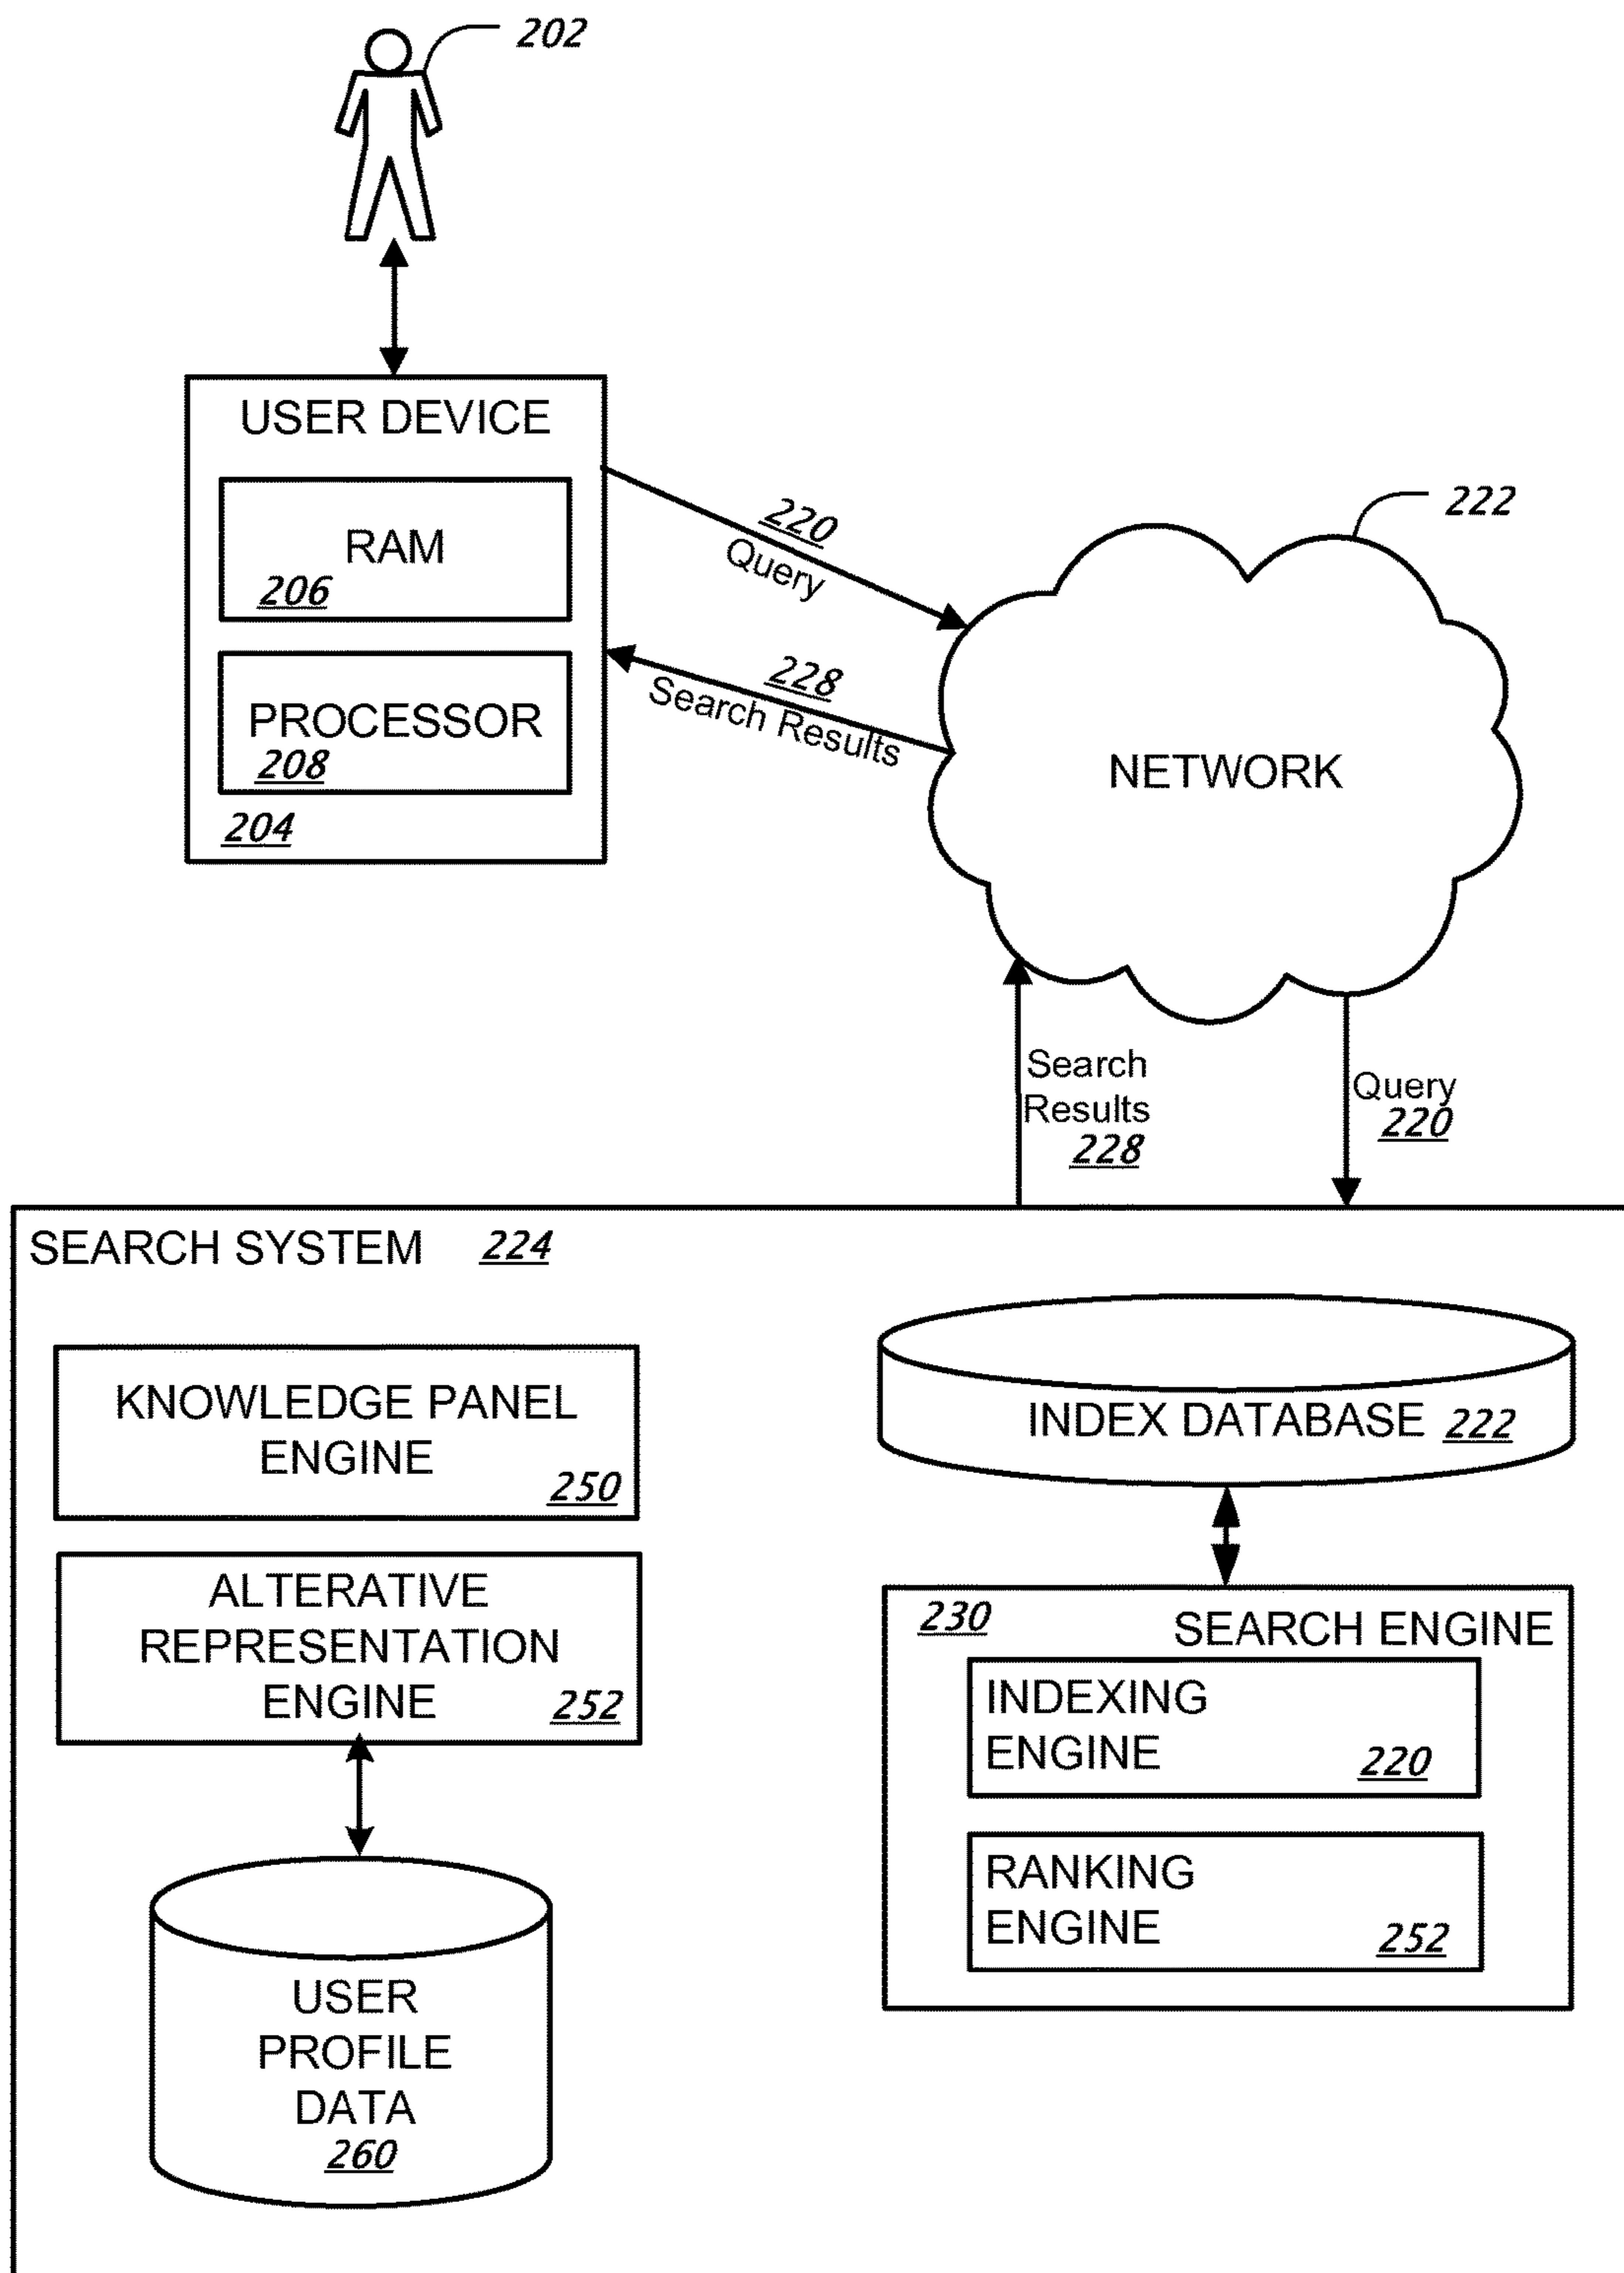 202
USER DEVICE
RAM
206
PROCESSOR
208
204
220
Query
228
Search Results
222
NETWORK
Search
Results
228
Query
220
SEARCH SYSTEM 224
KNOWLEDGE PANEL
ENGINE
250
ALTERATIVE
REPRESENTATION
ENGINE
252
USER
PROFILE
DATA
260
INDEX DATABASE 222
230
SEARCH ENGINE
INDEXING
ENGINE
220
RANKING
ENGINE
252